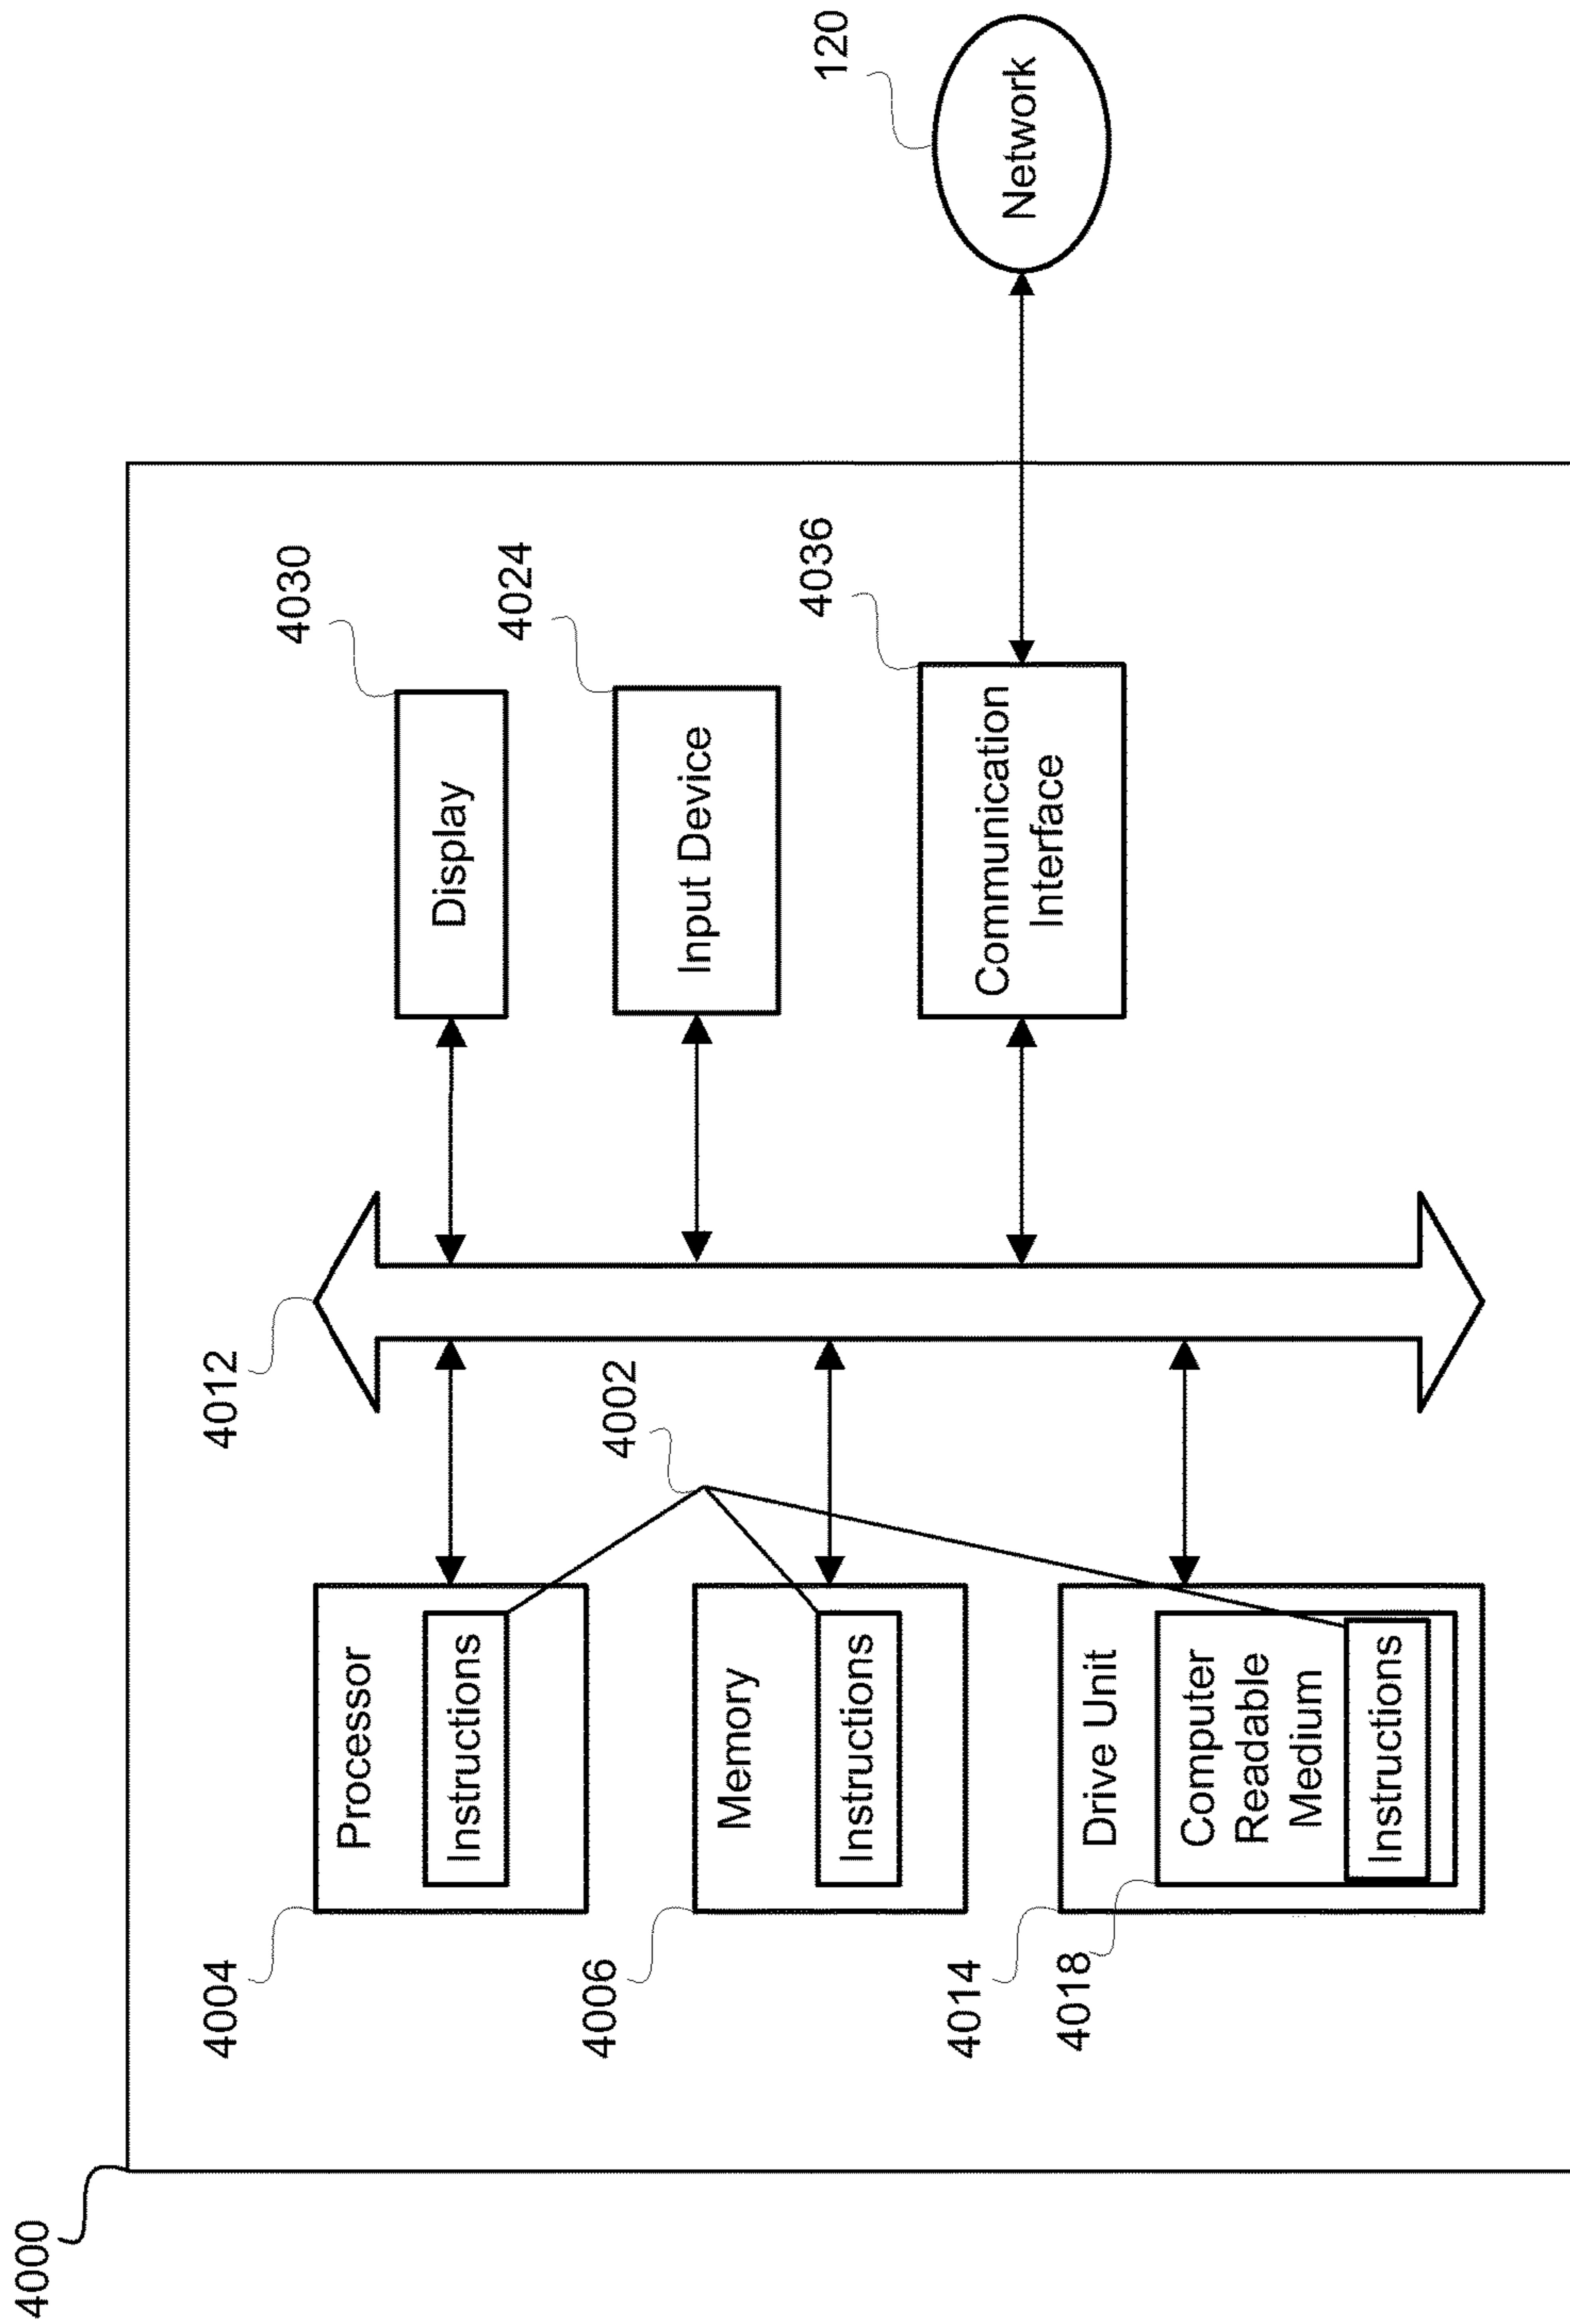 4000
4004
Processor
Instructions
4006
Memory
Instructions
4014
Drive Unit
4018
Computer
Readable
Medium
Instructions
4002
4012
4030
Display
4024
Input Device
4036
Communication
Interface
120
Network